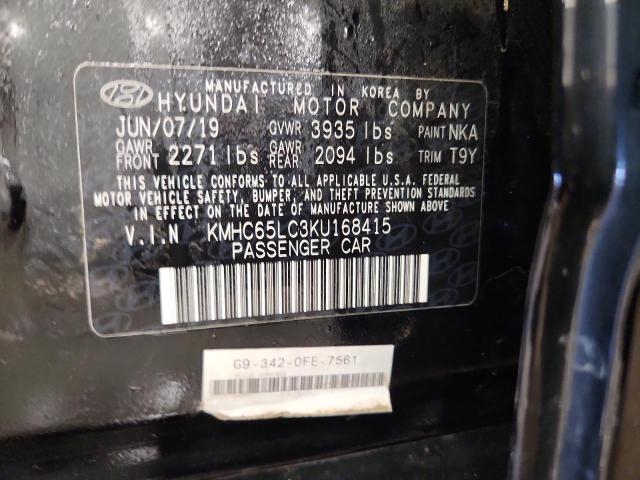 MANUFACTURED IN KOREA BY
HYUNDAI MOTOR COMPANY
JUN/07/19 GVWR 3935 lbs PAINT NKA
GAWR FRONT 2271 lbs GAWR REAR 2094 lbs TRIM T9Y
THIS VEHICLE CONFORMS TO ALL APPLICABLE U.S.A. FEDERAL
MOTOR VEHICLE SAFETY, BUMPER, AND THEFT PREVENTION STANDARDS
IN EFFECT ON THE DATE OF MANUFACTURE SHOWN ABOVE
V.I.N KMHC65LC3KU168415
PASSENGER CAR
G9-342-0FE-7561